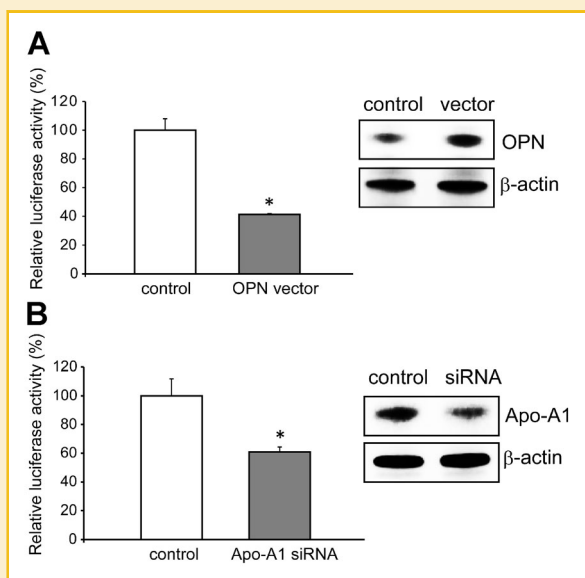 A
Relative luciferase activity (%)
120
100
80
60
40
20
0
*
control OPN vector
control vector
OPN
β-actin
B
Relative luciferase activity (%)
120
100
80
60
40
20
0
*
control Apo-A1 siRNA
control siRNA
Apo-A1
β-actin